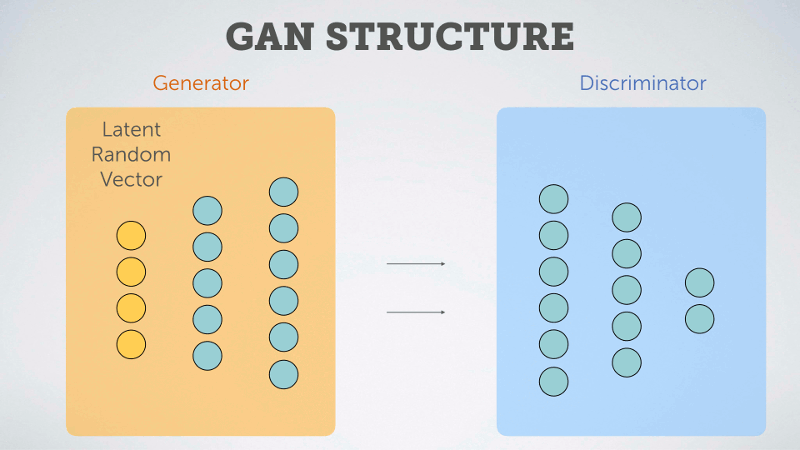 GAN STRUCTURE
Generator
Discriminator
Latent
Random
Vector